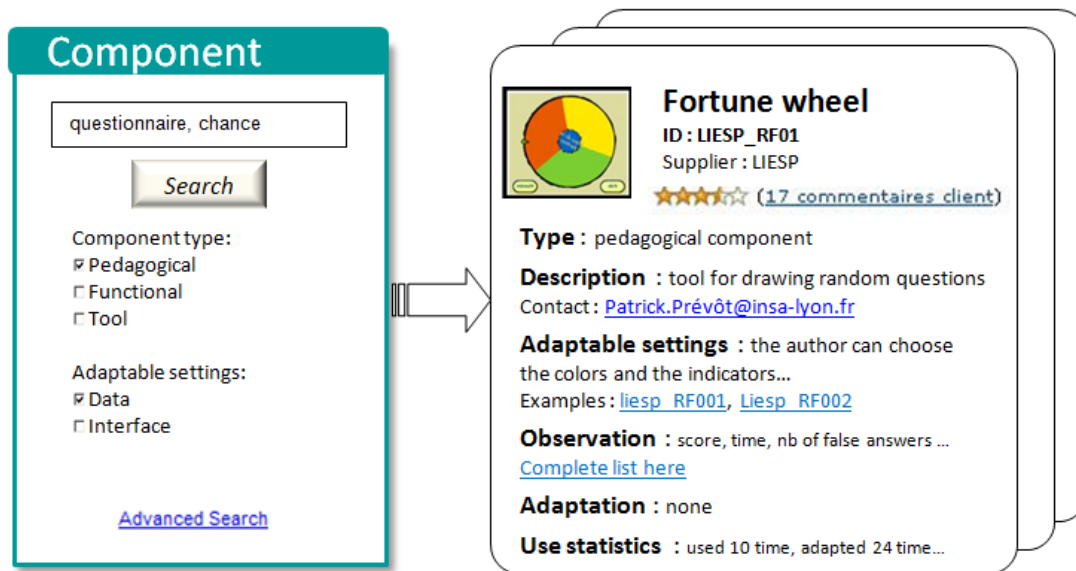 Component
questionnaire, chance
Search
Component type:
Pedagogical
Functional
Tool
Adaptable settings:
Data
Interface
Advanced Search
Fortune wheel
ID : LIESP_RF01
Supplier : LIESP
(17 commentaires client)
Type : pedagogical component
Description : tool for drawing random questions
Contact : Patrick.Prévôt@insa-lyon.fr
Adaptable settings : the author can choose
the colors and the indicators...
Examples : liesp_RF001, Liesp_RF002
Observation : score, time, nb of false answers ...
Complete list here
Adaptation : none
Use statistics : used 10 time, adapted 24 time...